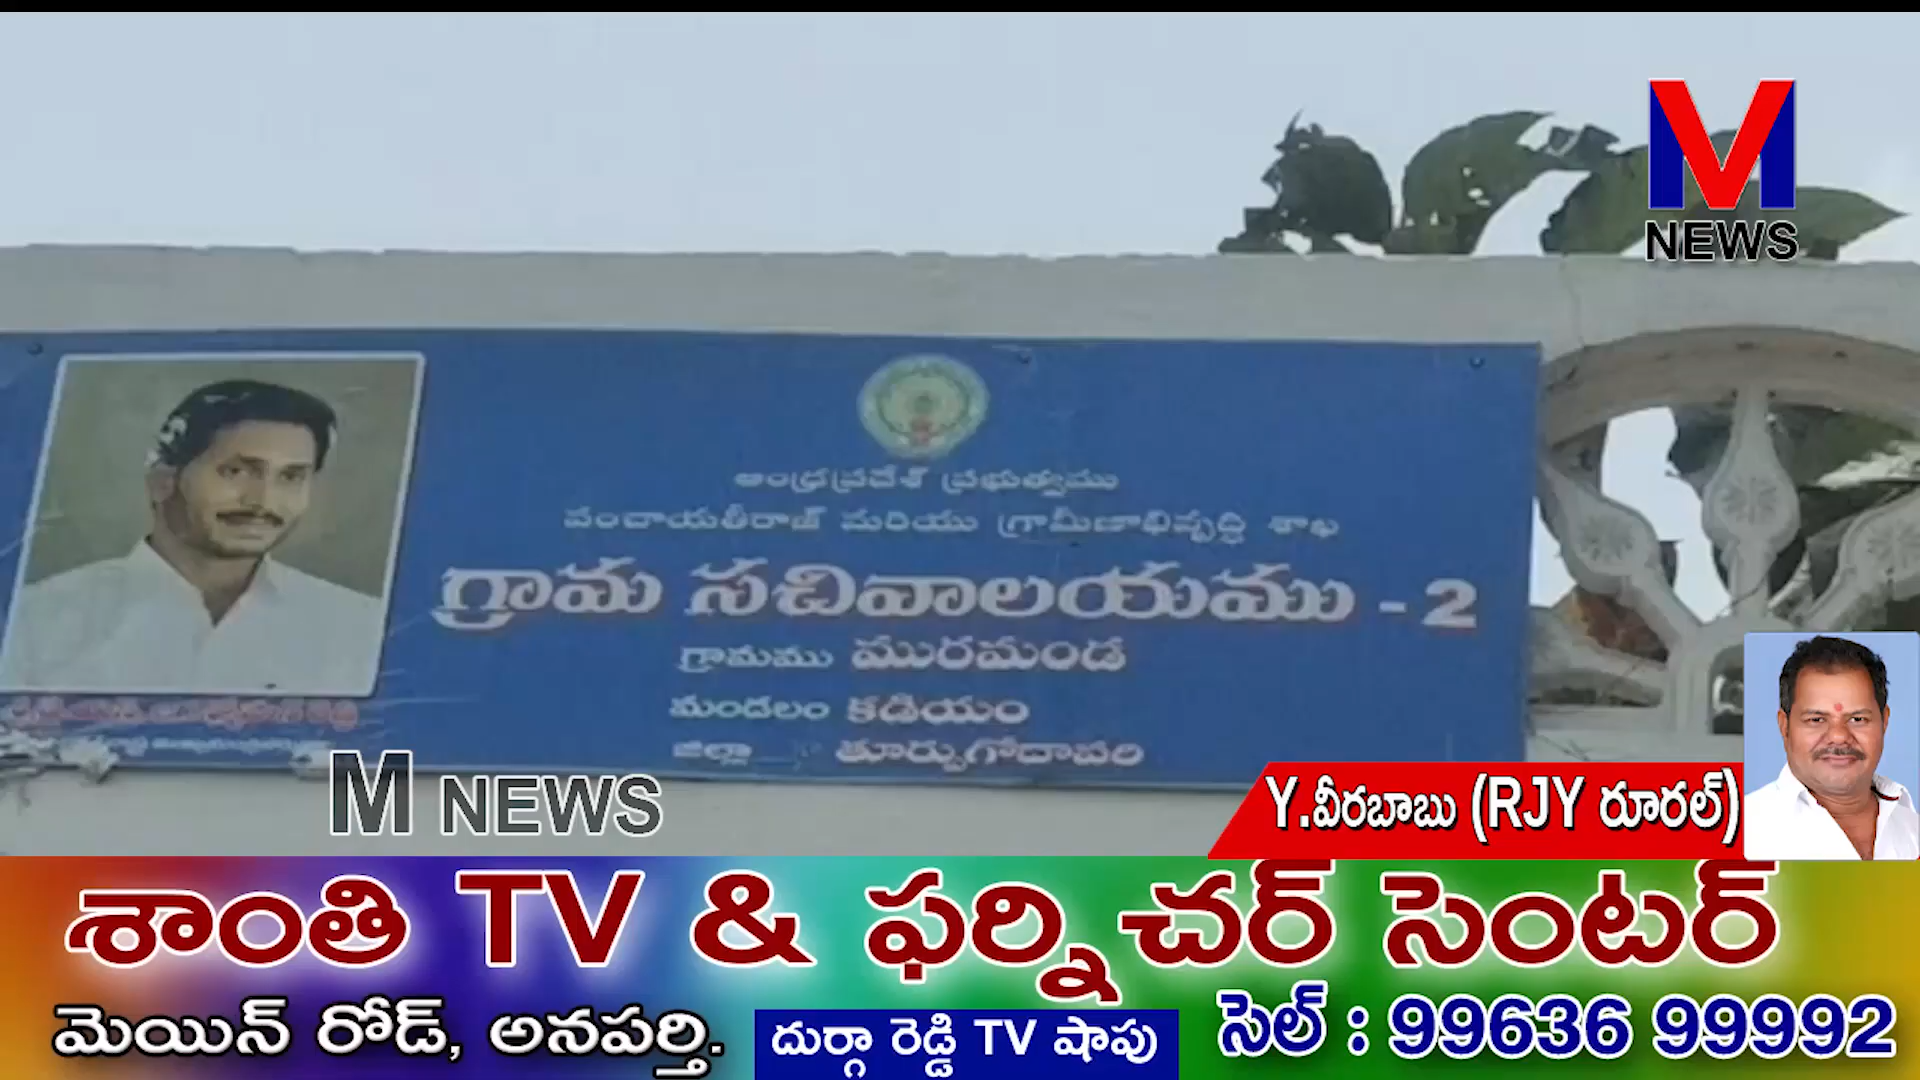 M
NEWS
ఆంధ్రప్రదేశ్ ప్రభుత్వము
పంచాయతీరాజ్ మరియు గ్రామీణాభివృద్ధి శాఖ
గ్రామ సచివాలయము - 2
గ్రామము మురమండ
మండలం కడియం
జిల్లా తూర్పుగోదావరి
M NEWS
Y.వీరబాబు (RJY రూరల్)
శాంతి TV & ఫర్నిచర్ సెంటర్
మెయిన్ రోడ్, అనపర్తి.
దుర్గా రెడ్డి TV షాపు
సెల్ : 99636 99992